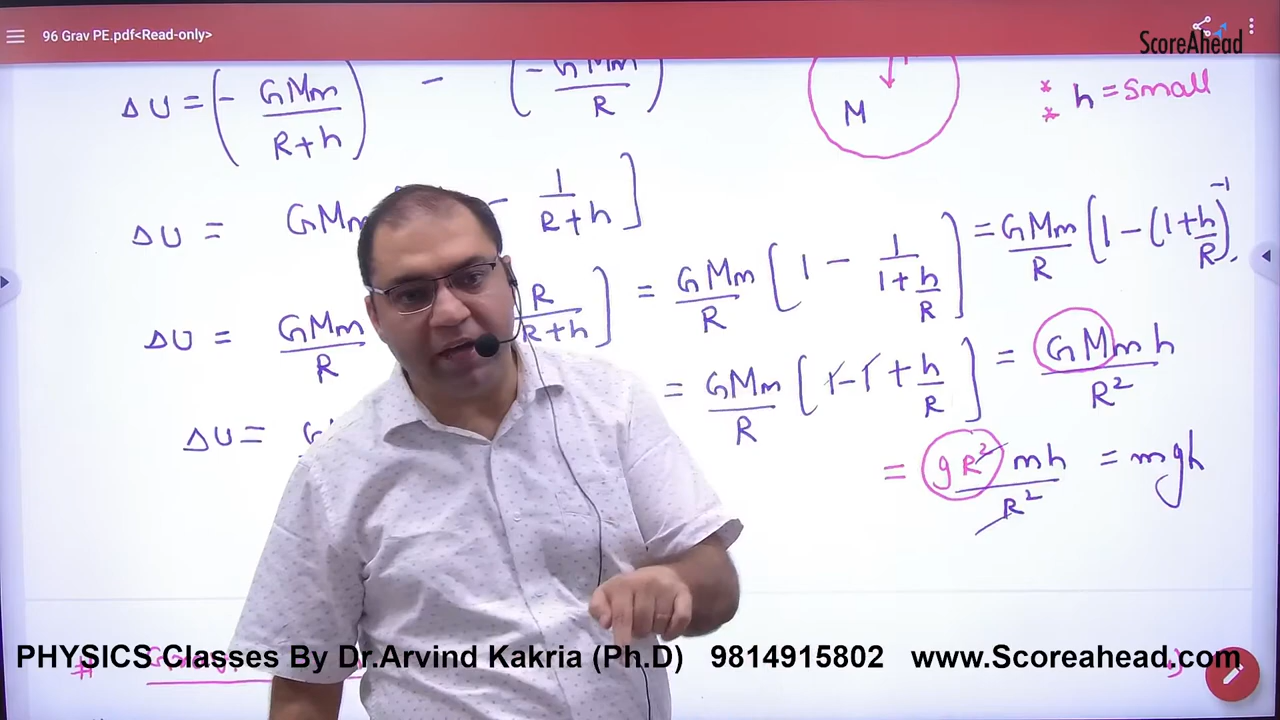 96 Grav PE.pdf<Read-only>
ScoreAhead
ΔU = (- GMm/(R+h)) - (- GMm/R)
M
** h = small
ΔU = GMm - 1/(R+h)]
ΔU = GMm/R R/(R+h)] = GMm/R [1 - 1/(1+h/R)] = GMm/R (1 - (1+h/R)⁻¹.
ΔU = = GMm/R [1-1+h/R] = GMmh/R²
= gR² mh/R² = mgh
PHYSICS Classes By Dr.Arvind Kakria (Ph.D) 9814915802 www.Scoreahead.com
#